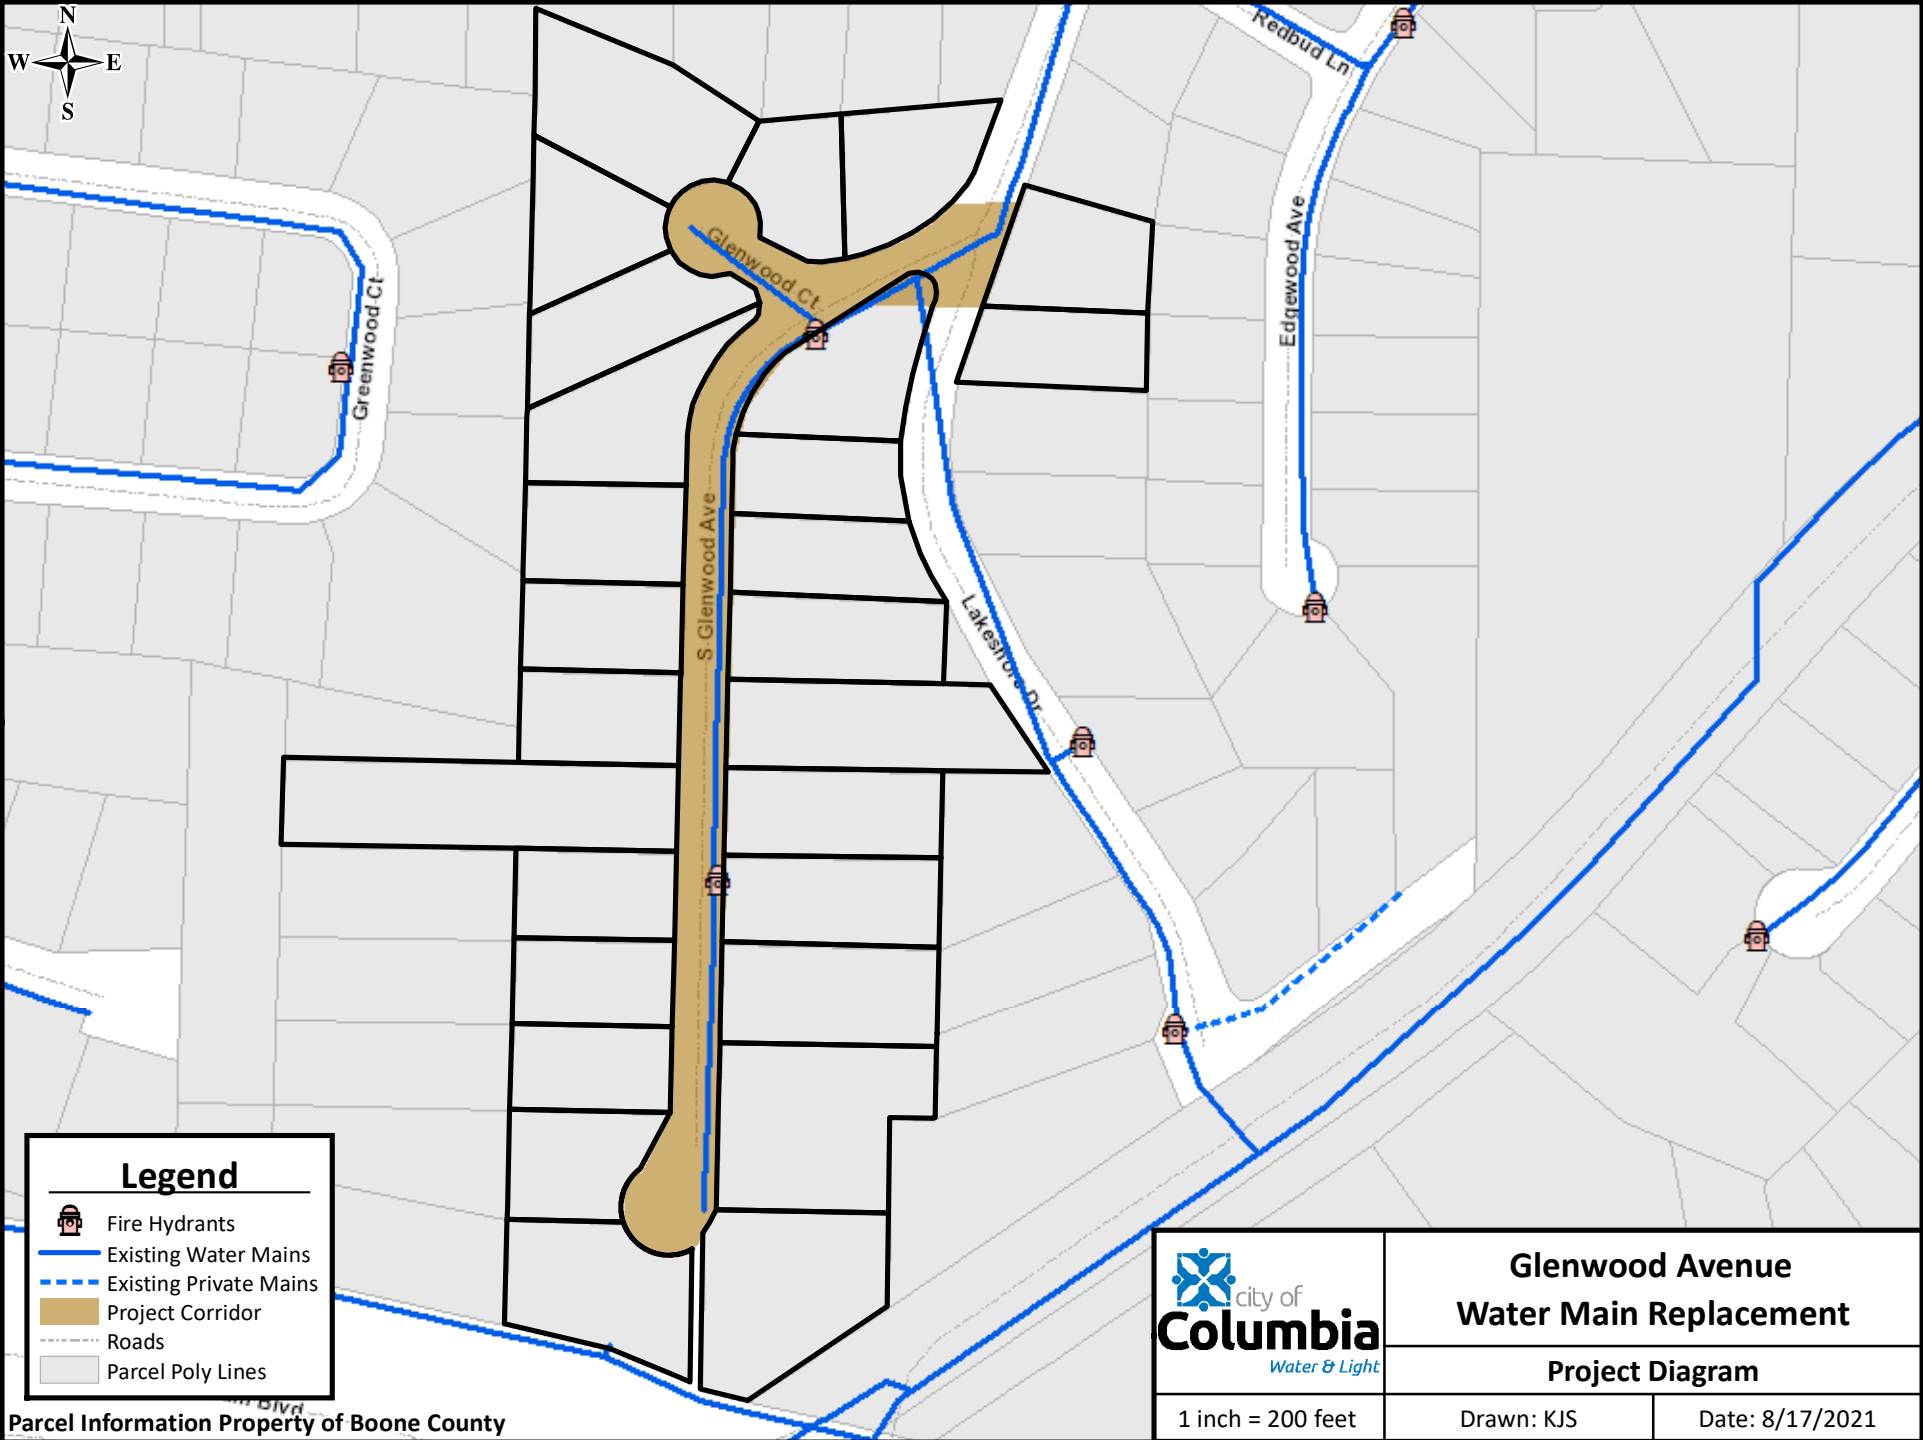 N
W E
S
Redbud Ln
Glenwood Ct
Greenwood Ct
Edgewood Ave
S Glenwood Ave
Lakeshore Dr
Legend
Fire Hydrants
Existing Water Mains
Existing Private Mains
Project Corridor
Roads
Parcel Poly Lines
Blvd
Parcel Information Property of Boone County
city of
Columbia
Water & Light
Glenwood Avenue
Water Main Replacement
Project Diagram
1 inch = 200 feet
Drawn: KJS
Date: 8/17/2021